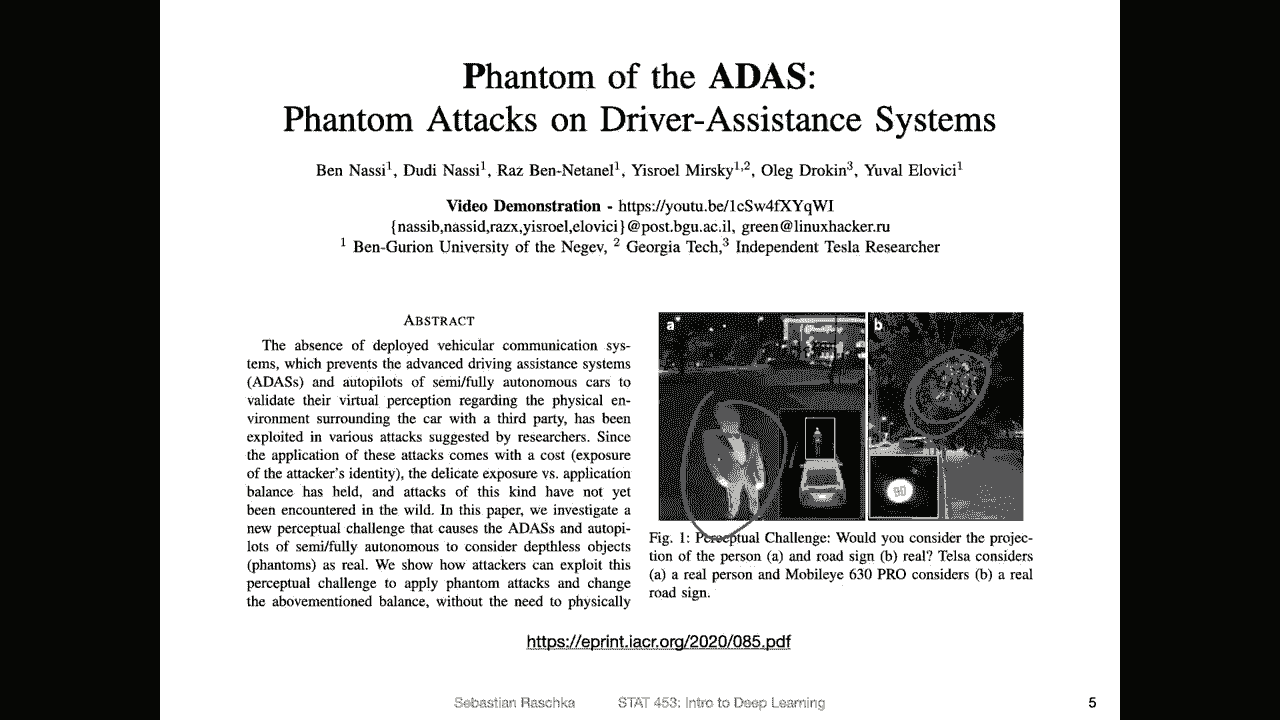 Phantom of the ADAS:
Phantom Attacks on Driver-Assistance Systems
Ben Nassi1, Dudi Nassi1, Raz Ben-Netanel1, Yisroel Mirsky1,2, Oleg Drokin3, Yuval Elovici1
Video Demonstration - https://youtu.be/1cSw4fXYqWI
{nassib,nassid,razx,yisroel,elovici}@post.bgu.ac.il, green@linuxhacker.ru
1 Ben-Gurion University of the Negev, 2 Georgia Tech,3 Independent Tesla Researcher
ABSTRACT
The absence of deployed vehicular communication sys-
tems, which prevents the advanced driving assistance systems
(ADASs) and autopilots of semi/fully autonomous cars to
validate their virtual perception regarding the physical en-
vironment surrounding the car with a third party, has been
exploited in various attacks suggested by researchers. Since
the application of these attacks comes with a cost (exposure
of the attacker's identity), the delicate exposure vs. application
balance has held, and attacks of this kind have not yet
been encountered in the wild. In this paper, we investigate a
new perceptual challenge that causes the ADASs and autopi-
lots of semi/fully autonomous to consider depthless objects
(phantoms) as real. We show how attackers can exploit this
perceptual challenge to apply phantom attacks and change
the abovementioned balance, without the need to physically
a
b
Fig. 1: Perceptual Challenge: Would you consider the projec-
tion of the person (a) and road sign (b) real? Telsa considers
(a) a real person and Mobileye 630 PRO considers (b) a real
road sign.
https://eprint.iacr.org/2020/085.pdf
Sebastian Raschka STAT 453: Intro to Deep Learning 5